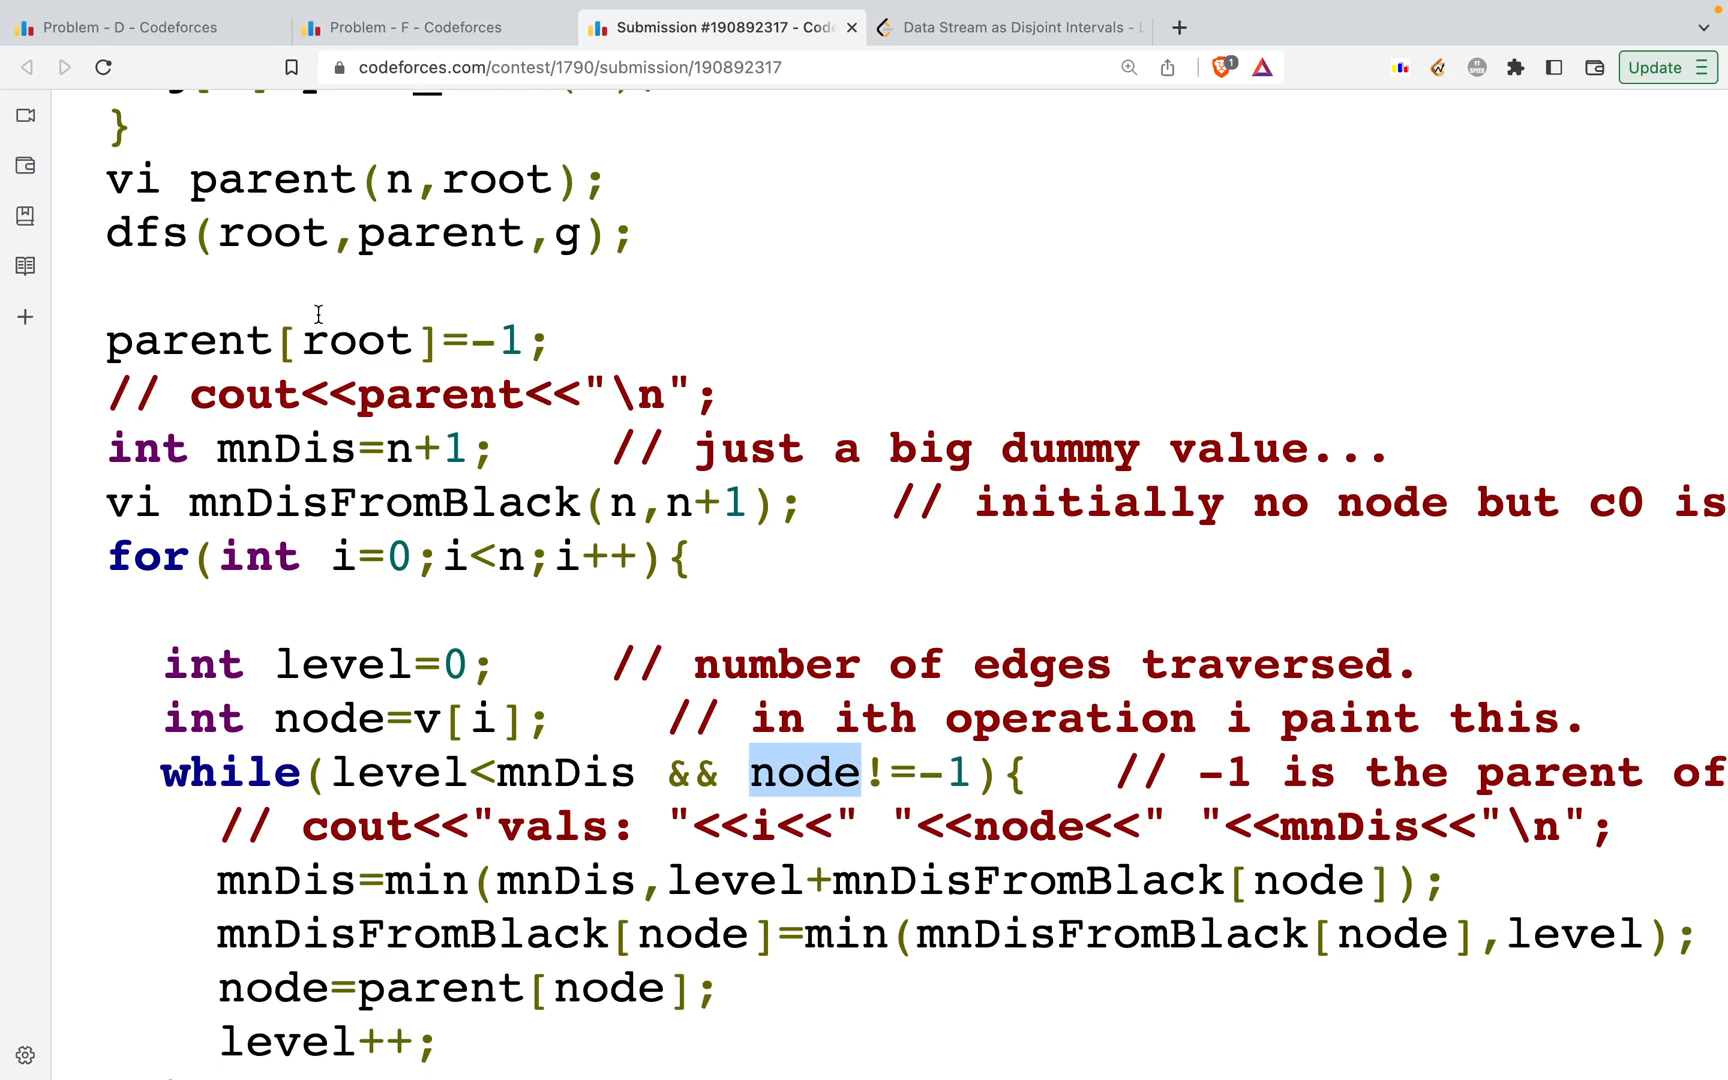 Problem - D - Codeforces
Problem - F - Codeforces
Submission #190892317 - Cod
Data Stream as Disjoint Intervals - L
codeforces.com/contest/1790/submission/190892317
1
Update
}
vi parent(n,root);
dfs(root,parent,g);
parent[root]=-1;
// cout<<parent<<"\n";
int mnDis=n+1; // just a big dummy value...
vi mnDisFromBlack(n,n+1); // initially no node but c0 is
for(int i=0;i<n;i++){
int level=0; // number of edges traversed.
int node=v[i]; // in ith operation i paint this.
while(level<mnDis && node!=-1){ // -1 is the parent of
// cout<<"vals: "<<i<<" "<<node<<" "<<mnDis<<"\n";
mnDis=min(mnDis,level+mnDisFromBlack[node]);
mnDisFromBlack[node]=min(mnDisFromBlack[node],level);
node=parent[node];
level++;